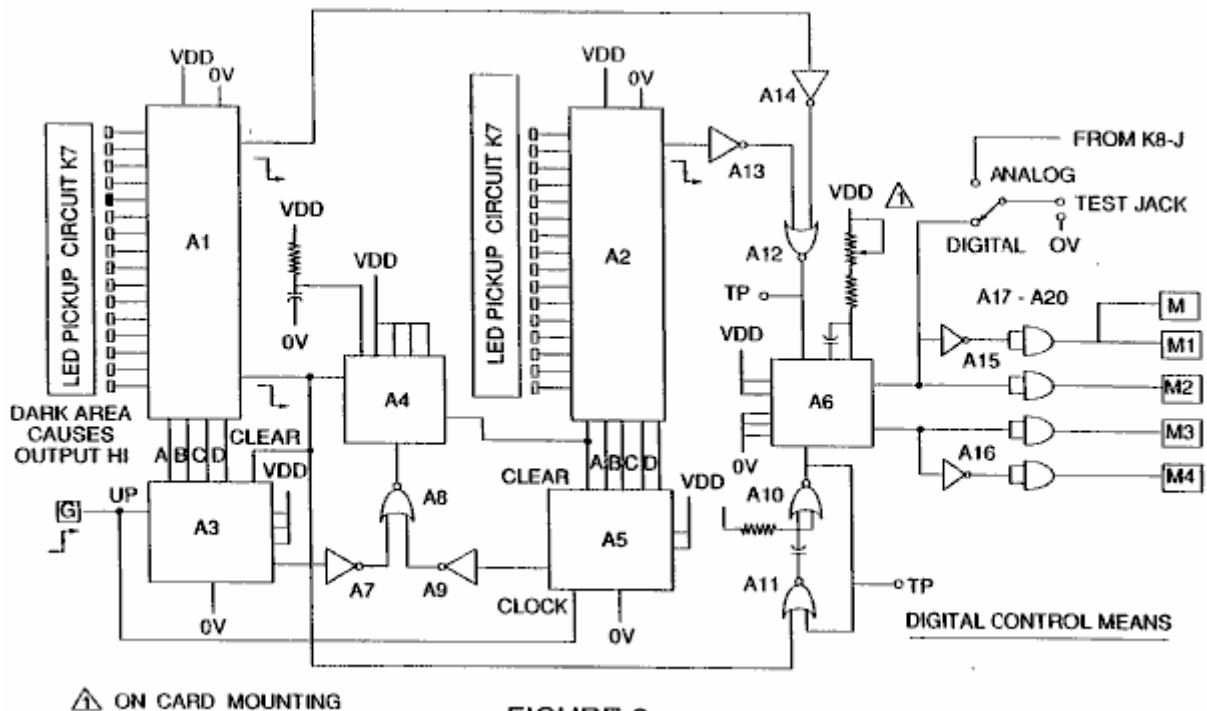 VDD
0V
A1
LED PICKUP CIRCUIT K7
DARK AREA
CAUSES
OUTPUT HI
A B C D
CLEAR
VDD
G
UP
A3
0V
VDD
0V
VDD
A4
A8
A7
A9
VDD
0V
A2
LED PICKUP CIRCUIT K7
CLEAR
A B C D
VDD
A5
CLOCK
0V
A13
A14
A12
TP
VDD
1
VDD
A6
0V
A10
A11
TP
FROM K8-J
ANALOG
TEST JACK
DIGITAL
OV
A17 - A20
A15
A16
M
M1
M2
M3
M4
DIGITAL CONTROL MEANS
1 ON CARD MOUNTING